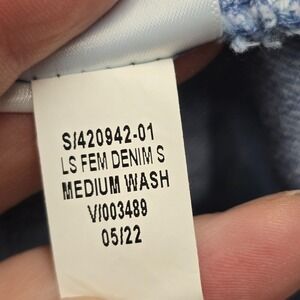 S/420942-01
LS FEM DENIM S
MEDIUM WASH
V/003489
05/22